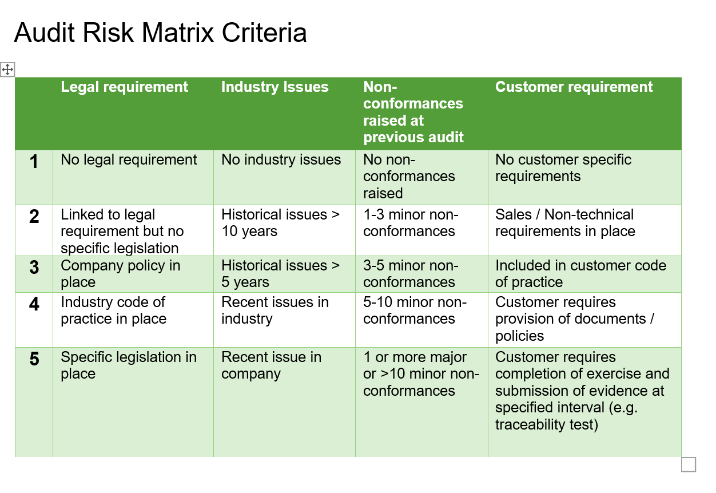 Audit Risk Matrix Criteria
Legal requirement
Industry Issues
Non-
conformances
raised at
previous audit
Customer requirement
1
No legal requirement
No industry issues
No non-
conformances
raised
No customer specific
requirements
2
Linked to legal
requirement but no
specific legislation
Historical issues >
10 years
1-3 minor non-
conformances
Sales / Non-technical
requirements in place
3
Company policy in
place
Historical issues >
5 years
3-5 minor non-
conformances
Included in customer code
of practice
4
Industry code of
practice in place
Recent issues in
industry
5-10 minor non-
conformances
Customer requires
provision of documents /
policies
5
Specific legislation in
place
Recent issue in
company
1 or more major
or >10 minor non-
conformances
Customer requires
completion of exercise and
submission of evidence at
specified interval (e.g.
traceability test)